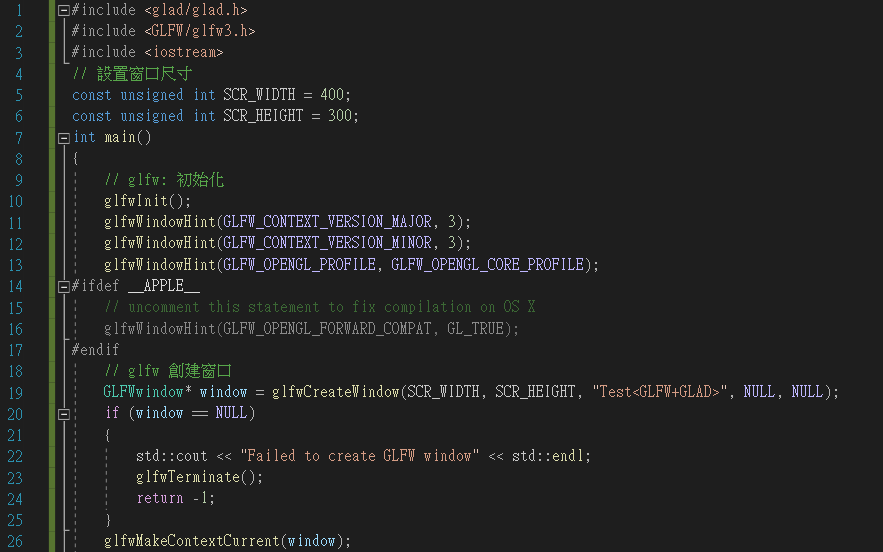 1 #include <glad/glad.h>
2 #include <GLFW/glfw3.h>
3 #include <iostream>
4 // 設置窗口尺寸
5 const unsigned int SCR_WIDTH = 400;
6 const unsigned int SCR_HEIGHT = 300;
7 int main()
8 {
9 // glfw: 初始化
10 glfwInit();
11 glfwWindowHint(GLFW_CONTEXT_VERSION_MAJOR, 3);
12 glfwWindowHint(GLFW_CONTEXT_VERSION_MINOR, 3);
13 glfwWindowHint(GLFW_OPENGL_PROFILE, GLFW_OPENGL_CORE_PROFILE);
14 #ifdef __APPLE__
15 // uncomment this statement to fix compilation on OS X
16 glfwWindowHint(GLFW_OPENGL_FORWARD_COMPAT, GL_TRUE);
17 #endif
18 // glfw 創建窗口
19 GLFWwindow* window = glfwCreateWindow(SCR_WIDTH, SCR_HEIGHT, "Test<GLFW+GLAD>", NULL, NULL);
20 if (window == NULL)
21 {
22 std::cout << "Failed to create GLFW window" << std::endl;
23 glfwTerminate();
24 return -1;
25 }
26 glfwMakeContextCurrent(window);